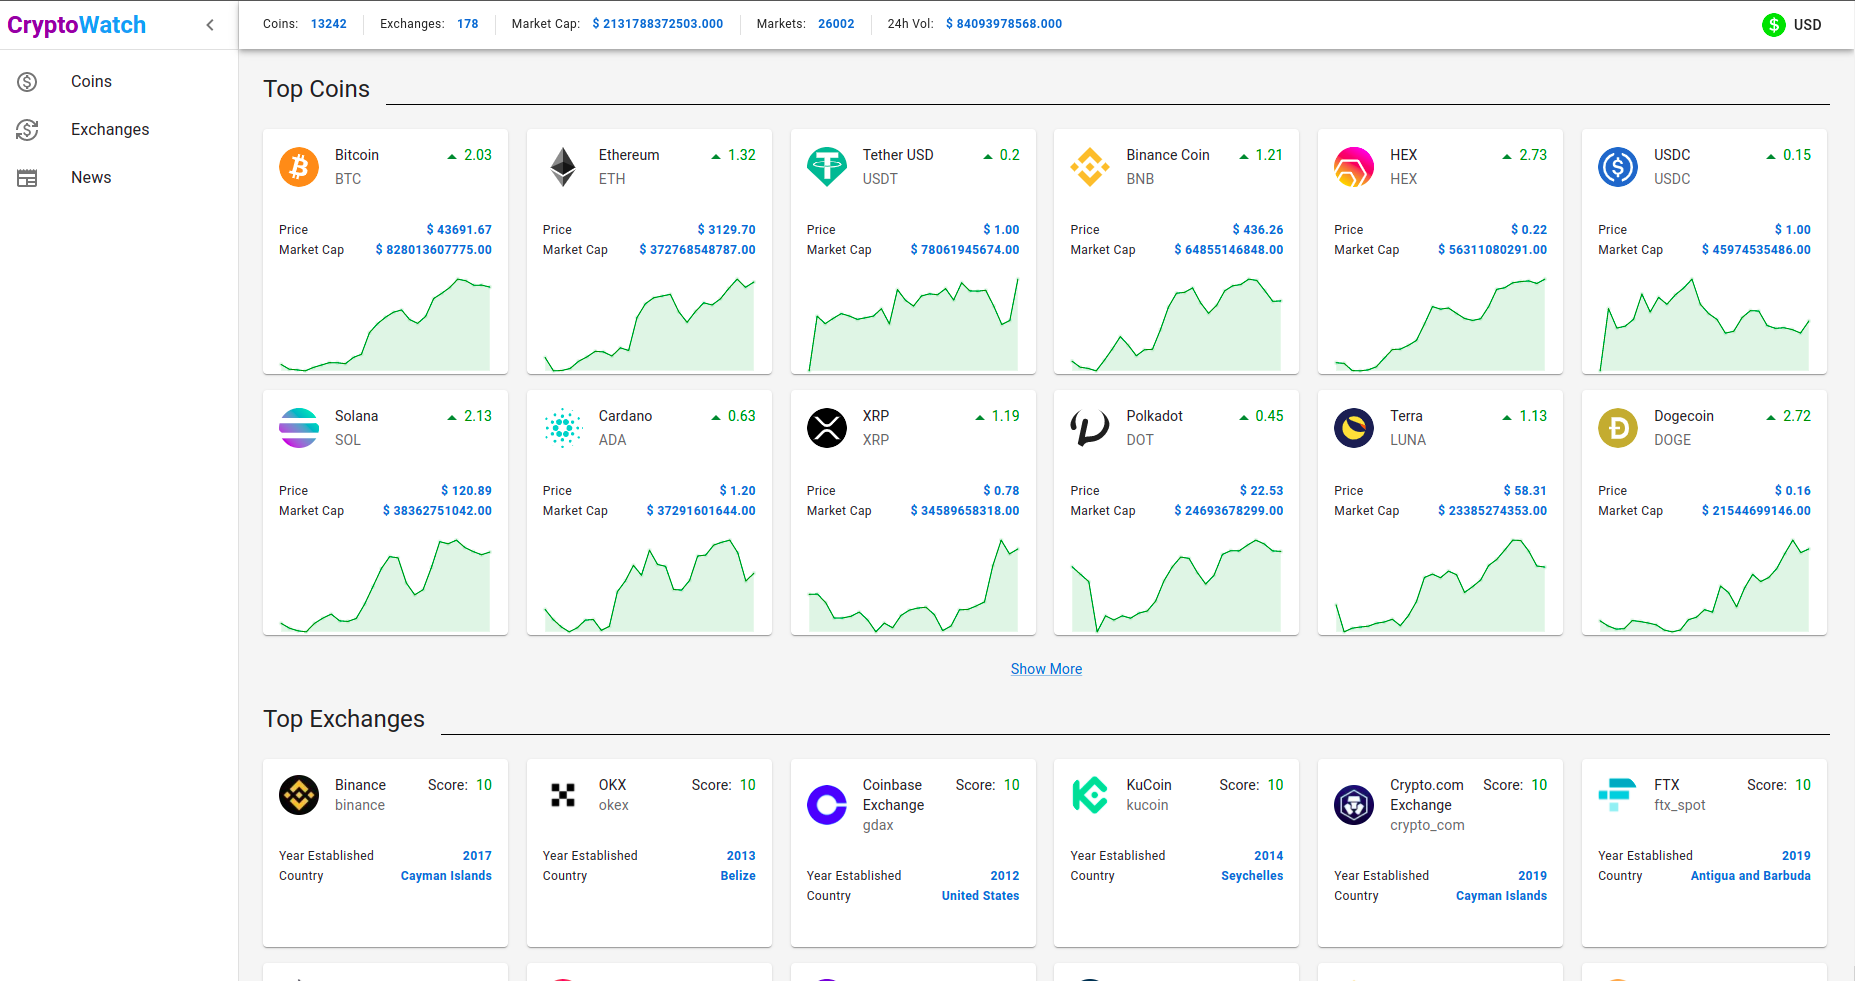 CryptoWatch
Coins: 13242 Exchanges: 178 Market Cap: $ 2131788372503.000 Markets: 26002 24h Vol: $ 84093978568.000 USD
Coins
Exchanges
News
Top Coins
Bitcoin 2.03
BTC
Price $ 43691.67
Market Cap $ 828013607775.00
Ethereum 1.32
ETH
Price $ 3129.70
Market Cap $ 372768548787.00
Tether USD 0.2
USDT
Price $ 1.00
Market Cap $ 78061945674.00
Binance Coin 1.21
BNB
Price $ 436.26
Market Cap $ 64855146848.00
HEX 2.73
HEX
Price $ 0.22
Market Cap $ 56311080291.00
USDC 0.15
USDC
Price $ 1.00
Market Cap $ 45974535486.00
Solana 2.13
SOL
Price $ 120.89
Market Cap $ 38362751042.00
Cardano 0.63
ADA
Price $ 1.20
Market Cap $ 37291601644.00
XRP 1.19
XRP
Price $ 0.78
Market Cap $ 34589658318.00
Polkadot 0.45
DOT
Price $ 22.53
Market Cap $ 24693678299.00
Terra 1.13
LUNA
Price $ 58.31
Market Cap $ 23385274353.00
Dogecoin 2.72
DOGE
Price $ 0.16
Market Cap $ 21544699146.00
Show More
Top Exchanges
Binance Score: 10
binance
Year Established 2017
Country Cayman Islands
OKX Score: 10
okex
Year Established 2013
Country Belize
Coinbase Score: 10
Exchange
gdax
Year Established 2012
Country United States
KuCoin Score: 10
kucoin
Year Established 2014
Country Seychelles
Crypto.com Score: 10
Exchange
crypto_com
Year Established 2019
Country Cayman Islands
FTX Score: 10
ftx_spot
Year Established 2019
Country Antigua and Barbuda